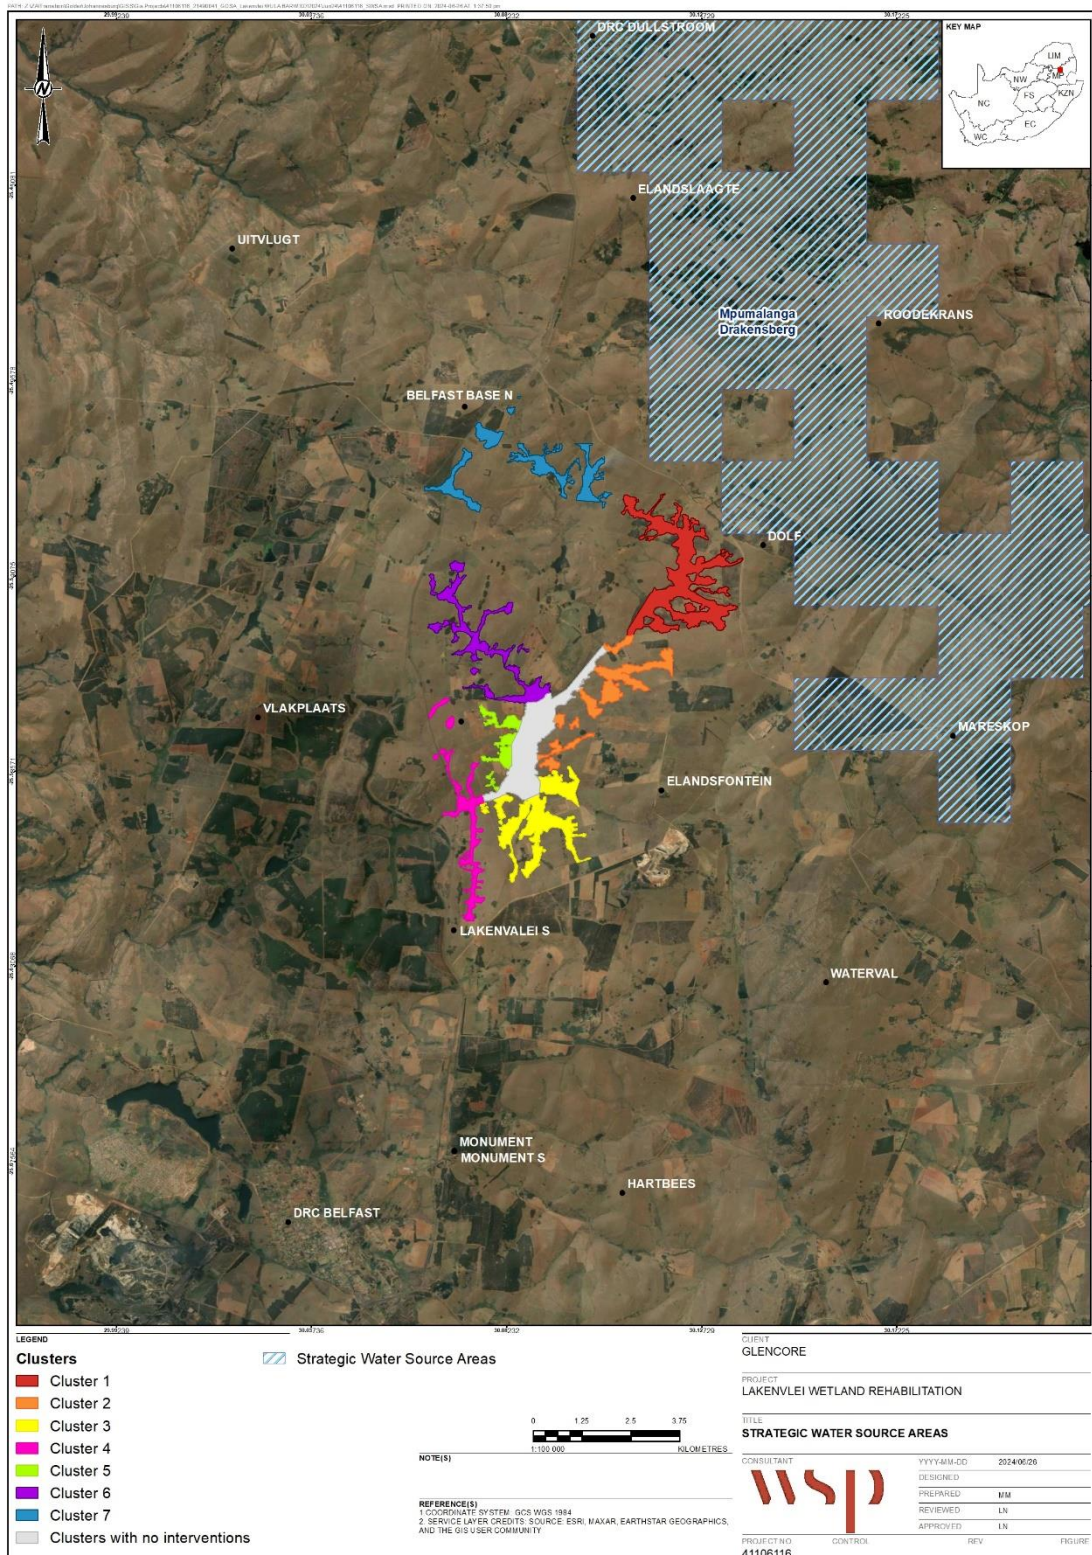 DRC DULLSTROOM
KEY MAP
LIM
NW
MP
FS
KZN
NC
EC
WC
N
ELANDSLAAGTE
UITVLUGT
Mpumalanga
Drakensberg
ROODEKRANS
BELFAST BASE N
DOLF
VLAKPLAATS
MARESKOP
ELANDSFONTEIN
LAKENVALEI S
WATERVAL
MONUMENT
MONUMENT S
HARTBEES
DRC BELFAST
LEGEND
Clusters
Cluster 1
Cluster 2
Cluster 3
Cluster 4
Cluster 5
Cluster 6
Cluster 7
Clusters with no interventions
Strategic Water Source Areas
0 1.25 2.5 3.75
1:100 000 KILOMETRES
NOTE(S)
REFERENCE(S)
1. COORDINATE SYSTEM: GCS WGS 1984
2. SERVICE LAYER CREDITS: SOURCE: ESRI, MAXAR, EARTHSTAR GEOGRAPHICS,
AND THE GIS USER COMMUNITY
CLIENT
GLENCORE
PROJECT
LAKENVLEI WETLAND REHABILITATION
TITLE
STRATEGIC WATER SOURCE AREAS
CONSULTANT
wsp
YYYY-MM-DD 2024/06/26
DESIGNED
PREPARED MM
REVIEWED LN
APPROVED LN
PROJECT NO CONTROL REV FIGURE
41106116